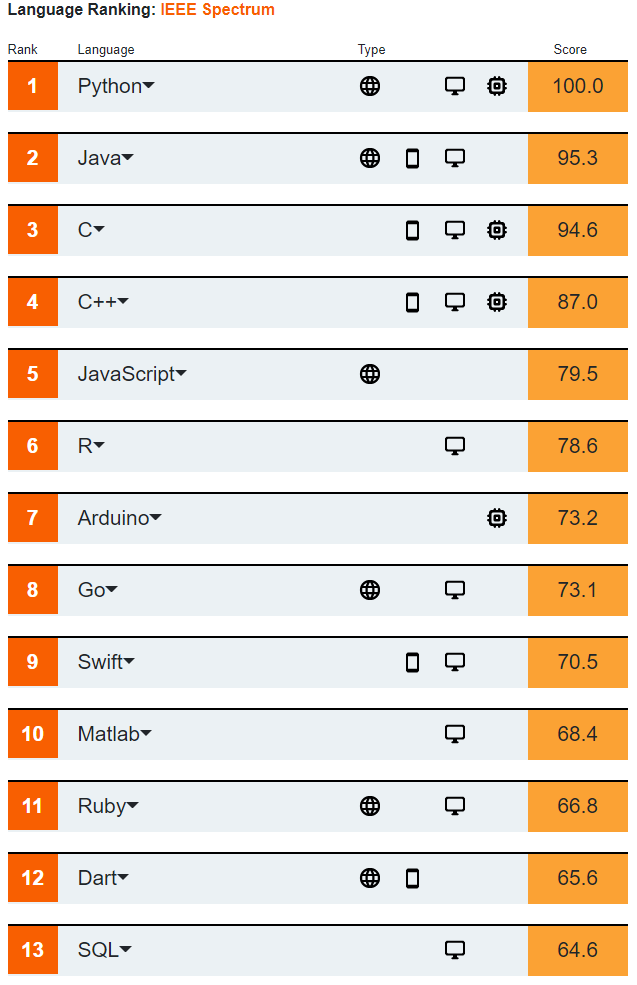 Language Ranking: IEEE Spectrum
Rank Language Type Score
1 Python 100.0
2 Java 95.3
3 C 94.6
4 C++ 87.0
5 JavaScript 79.5
6 R 78.6
7 Arduino 73.2
8 Go 73.1
9 Swift 70.5
10 Matlab 68.4
11 Ruby 66.8
12 Dart 65.6
13 SQL 64.6